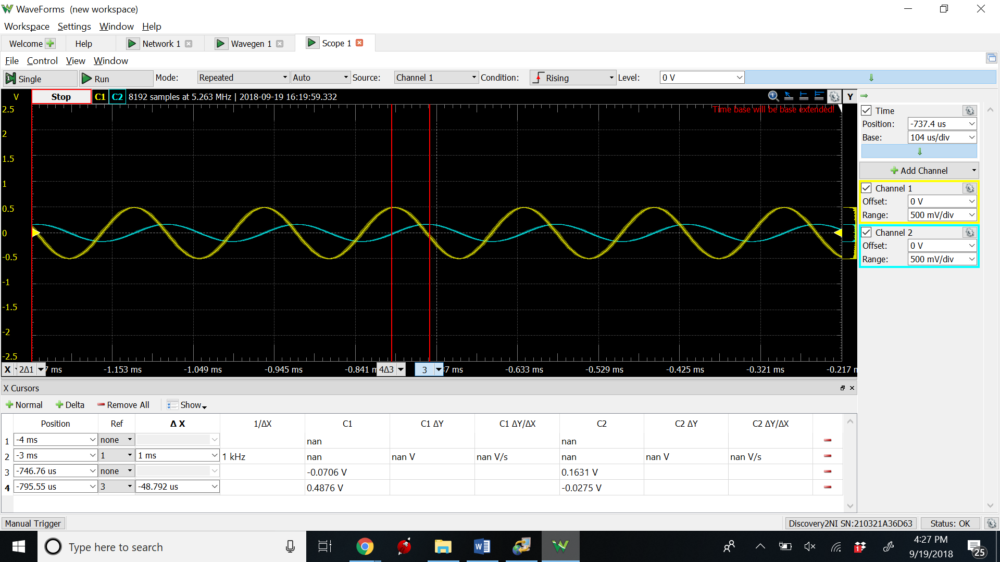 WaveForms (new workspace)
Workspace Settings Window Help
Welcome Help Network 1 Wavegen 1 Scope 1
File Control View Window
Single Run Mode: Repeated Auto Source: Channel 1 Condition: Rising Level: 0 V
V Stop C1 C2 8192 samples at 5.263 MHz | 2018-09-19 16:19:59.332 Y
Time base will be base extended!
2.5
2
1.5
1
0.5
0
-0.5
-1
-1.5
-2
-2.5
X 2Δ1 7 ms -1.153 ms -1.049 ms -0.945 ms -0.841 m 4Δ3 3 37 ms -0.633 ms -0.529 ms -0.425 ms -0.321 ms -0.217 m
Time
Position: -737.4 us
Base: 104 us/div
Add Channel
Channel 1
Offset: 0 V
Range: 500 mV/div
Channel 2
Offset: 0 V
Range: 500 mV/div
X Cursors
Normal Delta Remove All Show
Position Ref Δ X 1/ΔX C1 C1 ΔY C1 ΔY/ΔX C2 C2 ΔY C2 ΔY/ΔX
1 -4 ms none nan nan
2 -3 ms 1 1 ms 1 kHz nan nan V nan V/s nan nan V nan V/s
3 -746.76 us none -0.0706 V 0.1631 V
4 -795.55 us 3 -48.792 us 0.4876 V -0.0275 V
Manual Trigger Discovery2NI SN:210321A36D63 Status: OK
Type here to search
4:27 PM
9/19/2018
1
25